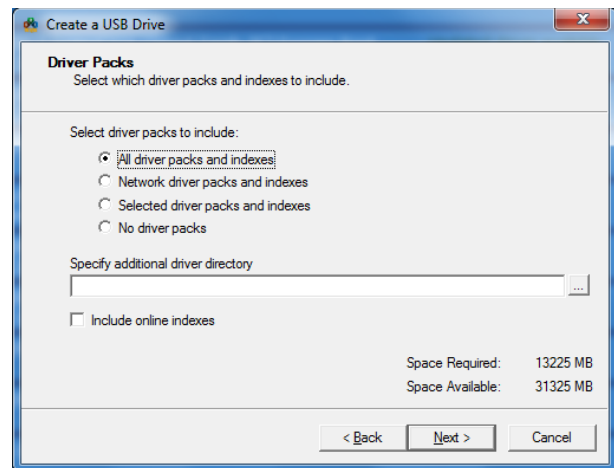 Create a USB Drive
Driver Packs
Select which driver packs and indexes to include.
Select driver packs to include:
All driver packs and indexes
Network driver packs and indexes
Selected driver packs and indexes
No driver packs
Specify additional driver directory
...
Include online indexes
Space Required: 13225 MB
Space Available: 31325 MB
< Back Next > Cancel